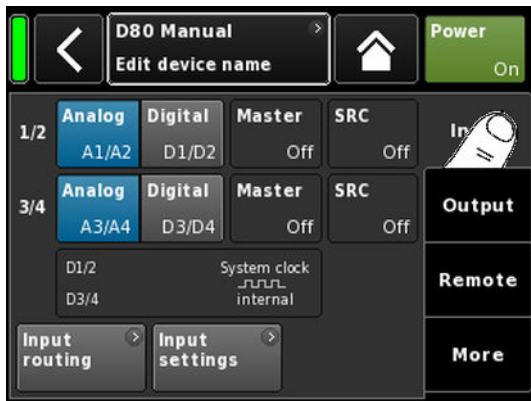 D80 Manual
Edit device name
Power
On
1/2
Analog
A1/A2
Digital
D1/D2
Master
Off
SRC
Off
3/4
Analog
A3/A4
Digital
D3/D4
Master
Off
SRC
Off
D1/2
D3/4
System clock
internal
Input
routing
Input
settings
Output
Remote
More